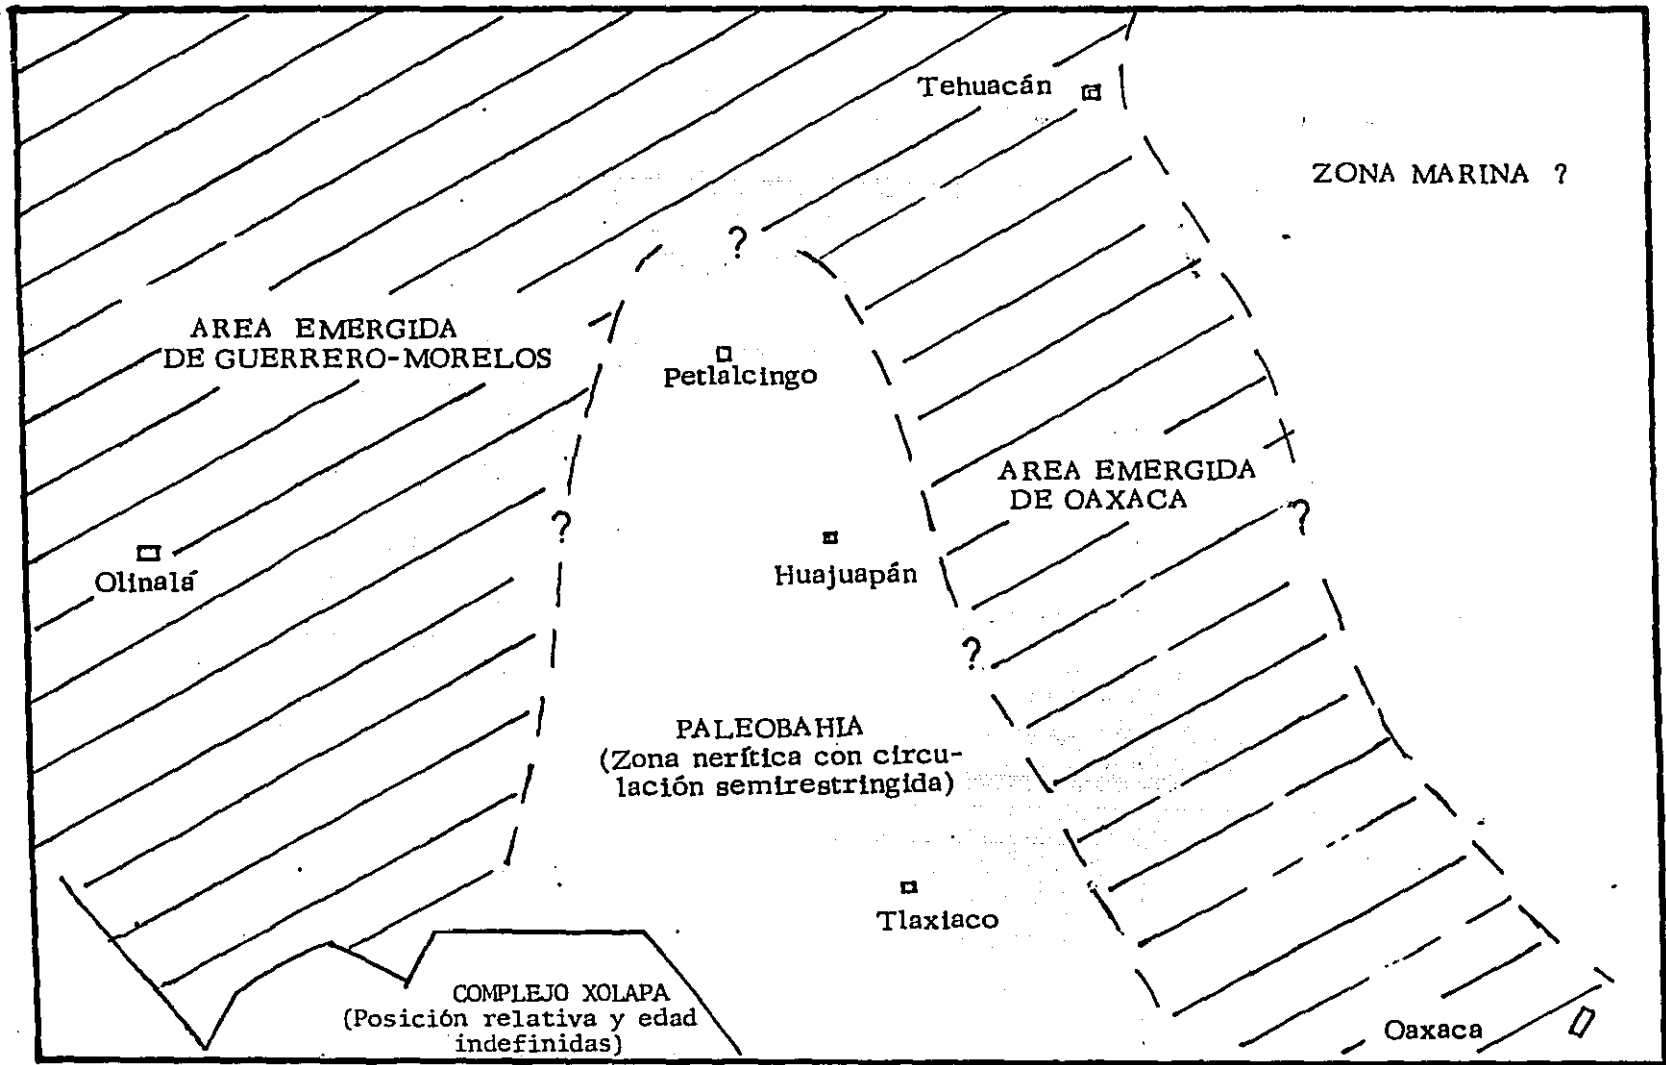 Tehuacán
ZONA MARINA ?
?
AREA EMERGIDA
DE GUERRERO-MORELOS
Petlalcingo
AREA EMERGIDA
DE OAXACA
?
?
Olinalá
Huajuapán
?
PALEOBAHIA
(Zona nerítica con circu-
lación semirestringida)
Tlaxiaco
COMPLEJO XOLAPA
(Posición relativa y edad
indefinidas)
Oaxaca